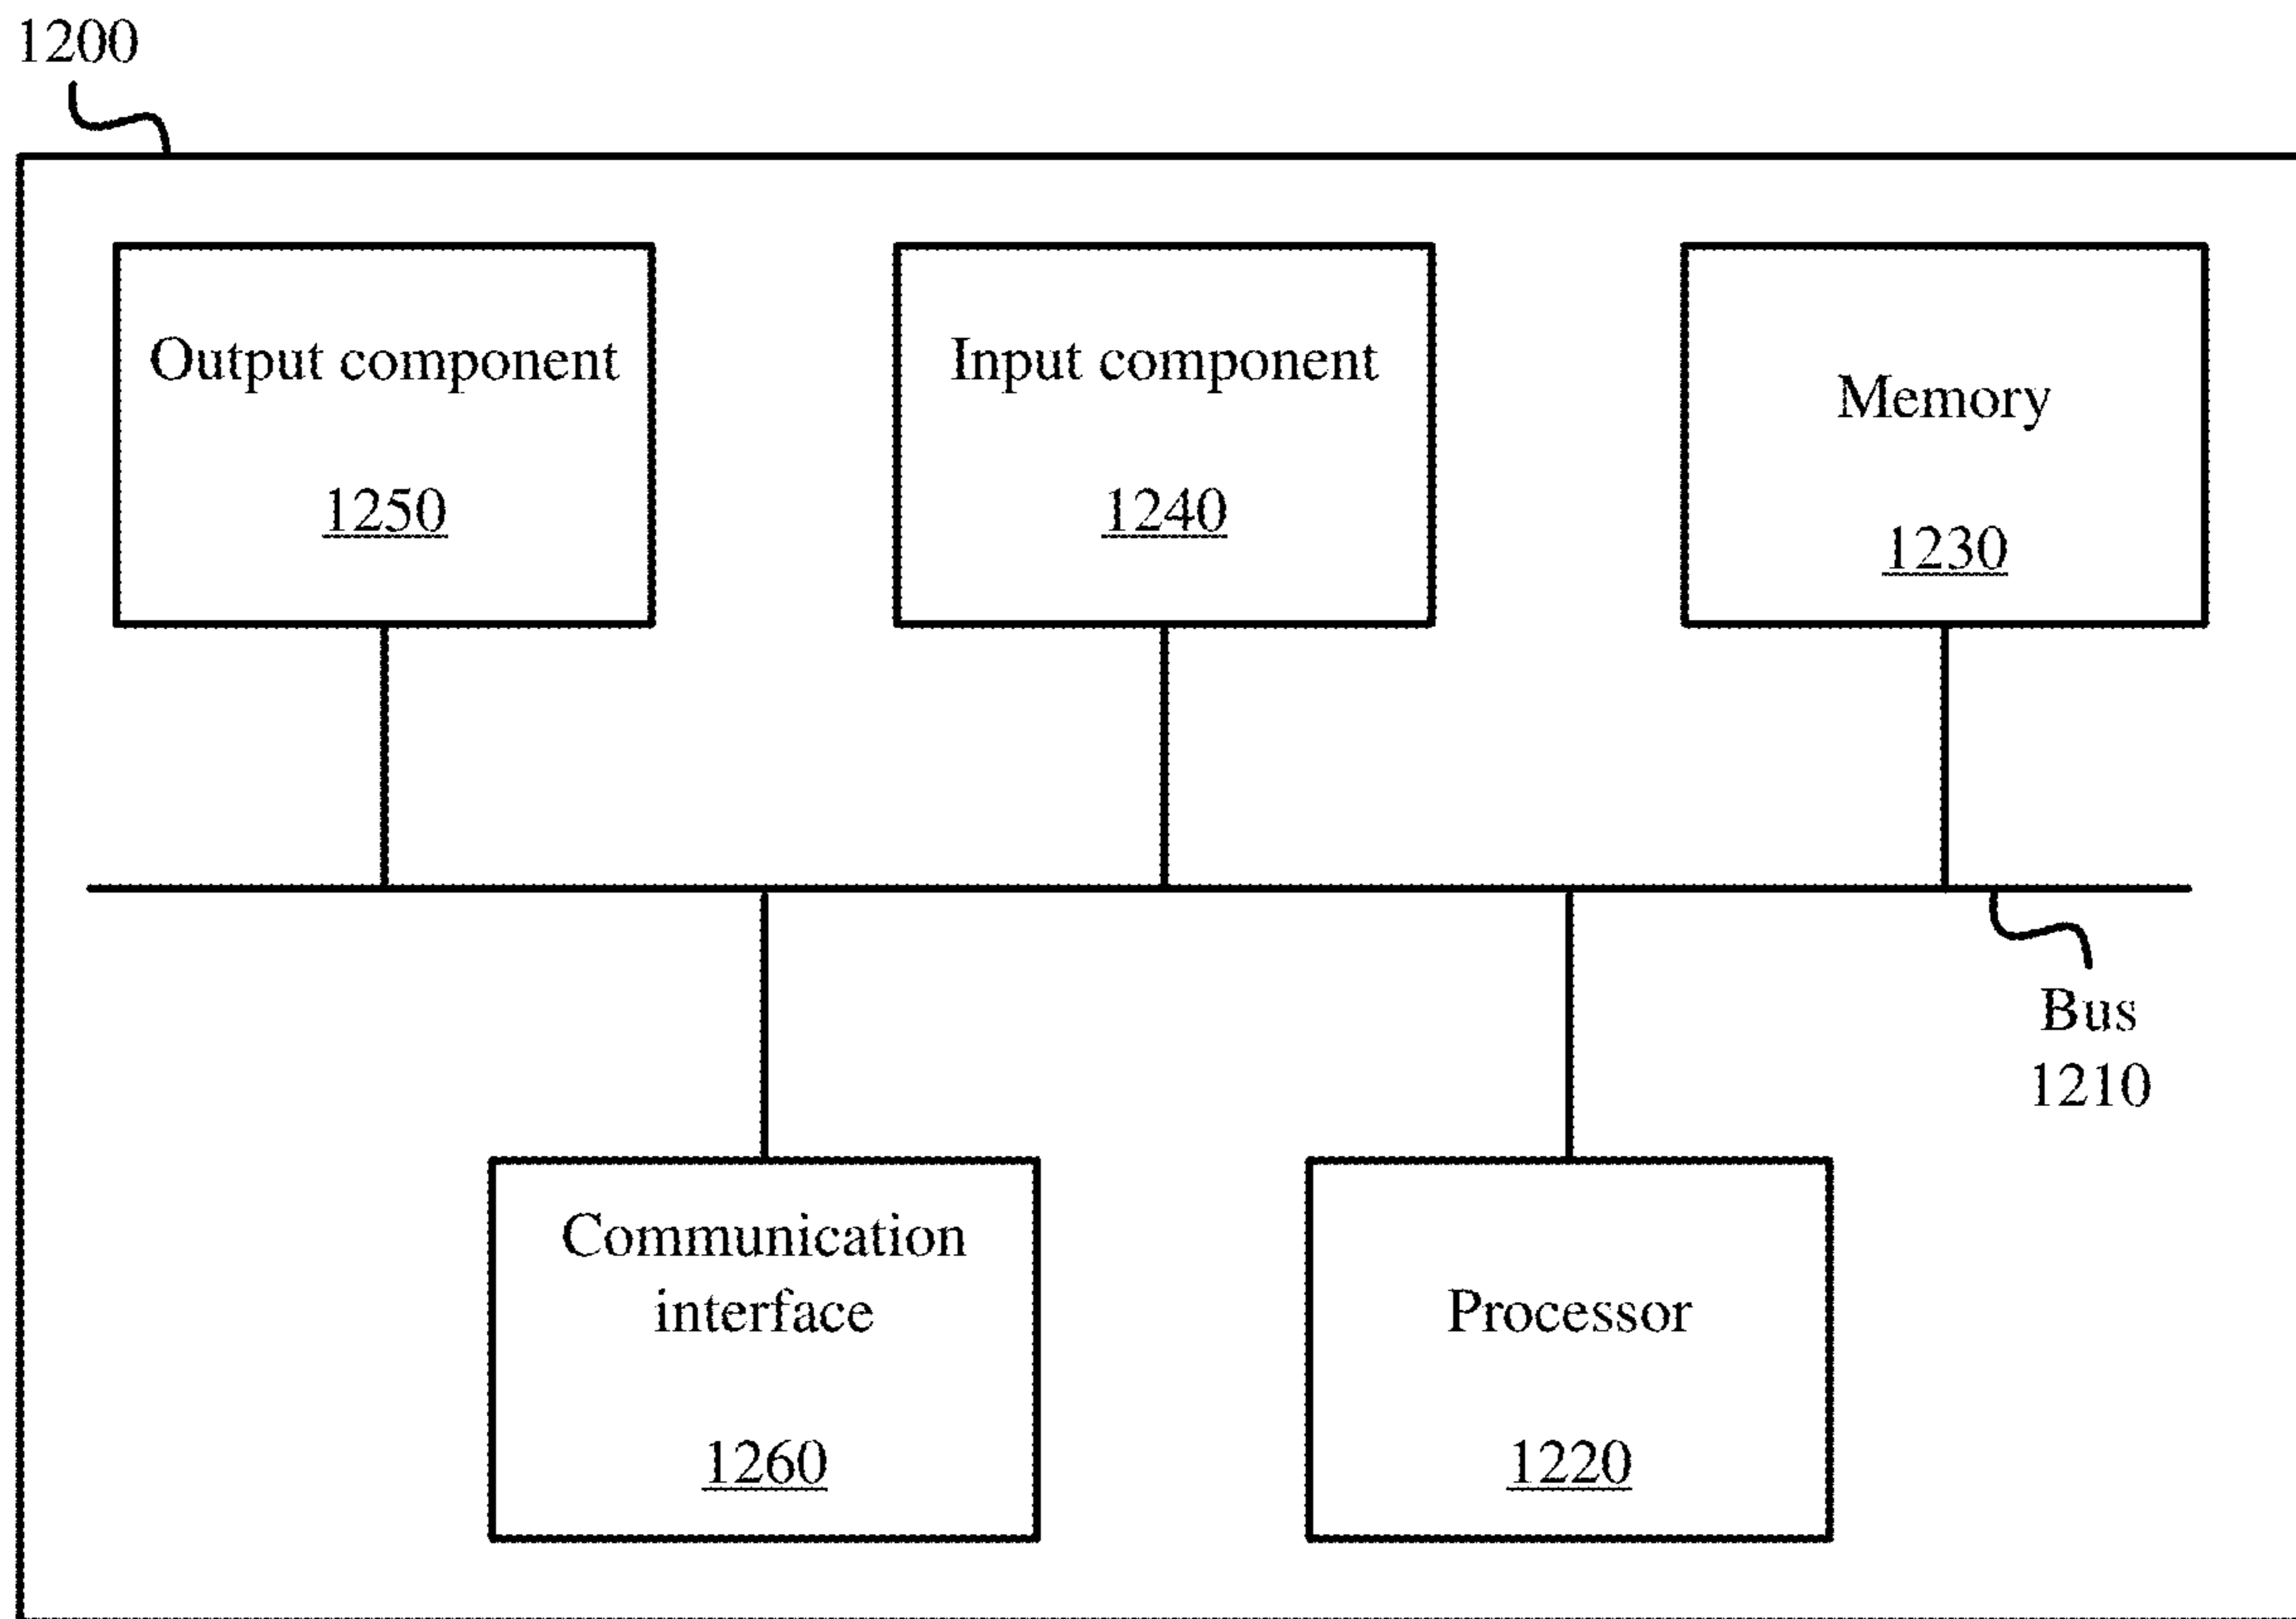 1200
Output component
1250
Input component
1240
Memory
1230
Bus
1210
Communication
interface
1260
Processor
1220